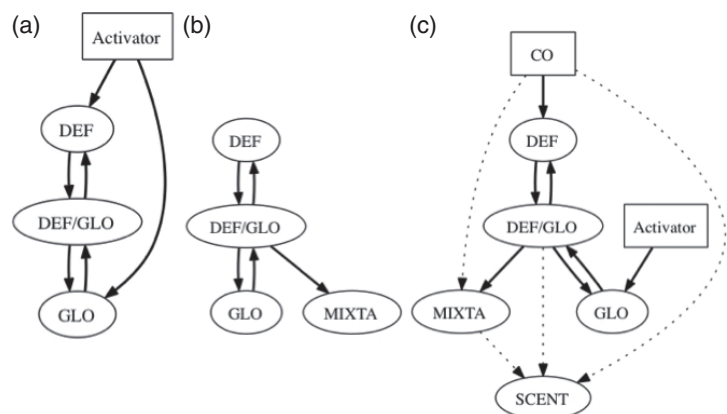 (a)
Activator
DEF
DEF/GLO
GLO
(b)
DEF
DEF/GLO
GLO
MIXTA
(c)
CO
DEF
DEF/GLO
Activator
MIXTA
GLO
SCENT